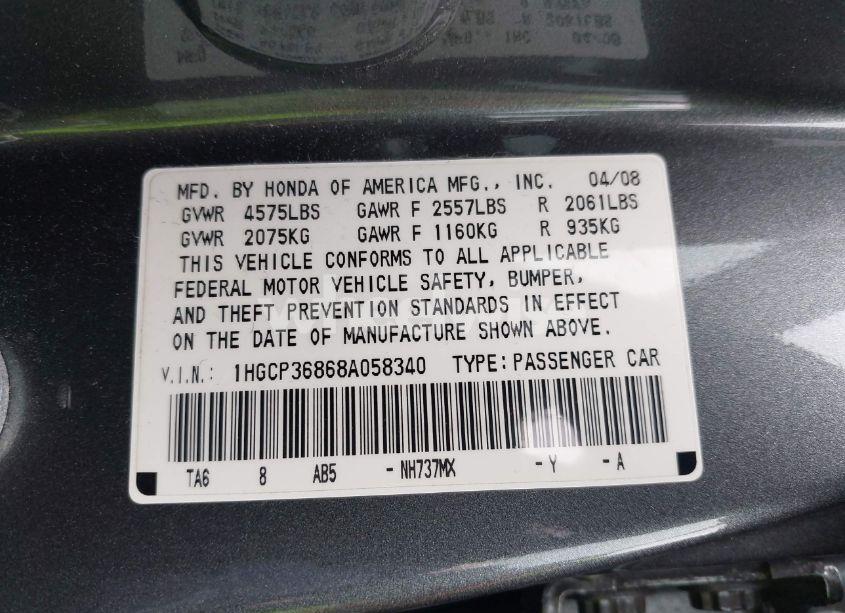 MFD. BY HONDA OF AMERICA MFG., INC. 04/08
GVWR 4575LBS GAWR F 2557LBS R 2061LBS
GVWR 2075KG GAWR F 1160KG R 935KG
THIS VEHICLE CONFORMS TO ALL APPLICABLE
FEDERAL MOTOR VEHICLE SAFETY, BUMPER,
AND THEFT PREVENTION STANDARDS IN EFFECT
ON THE DATE OF MANUFACTURE SHOWN ABOVE.
V.I.N.: 1HGCP36868A058340 TYPE: PASSENGER CAR
TA6 8 AB5 - NH737MX - Y - A